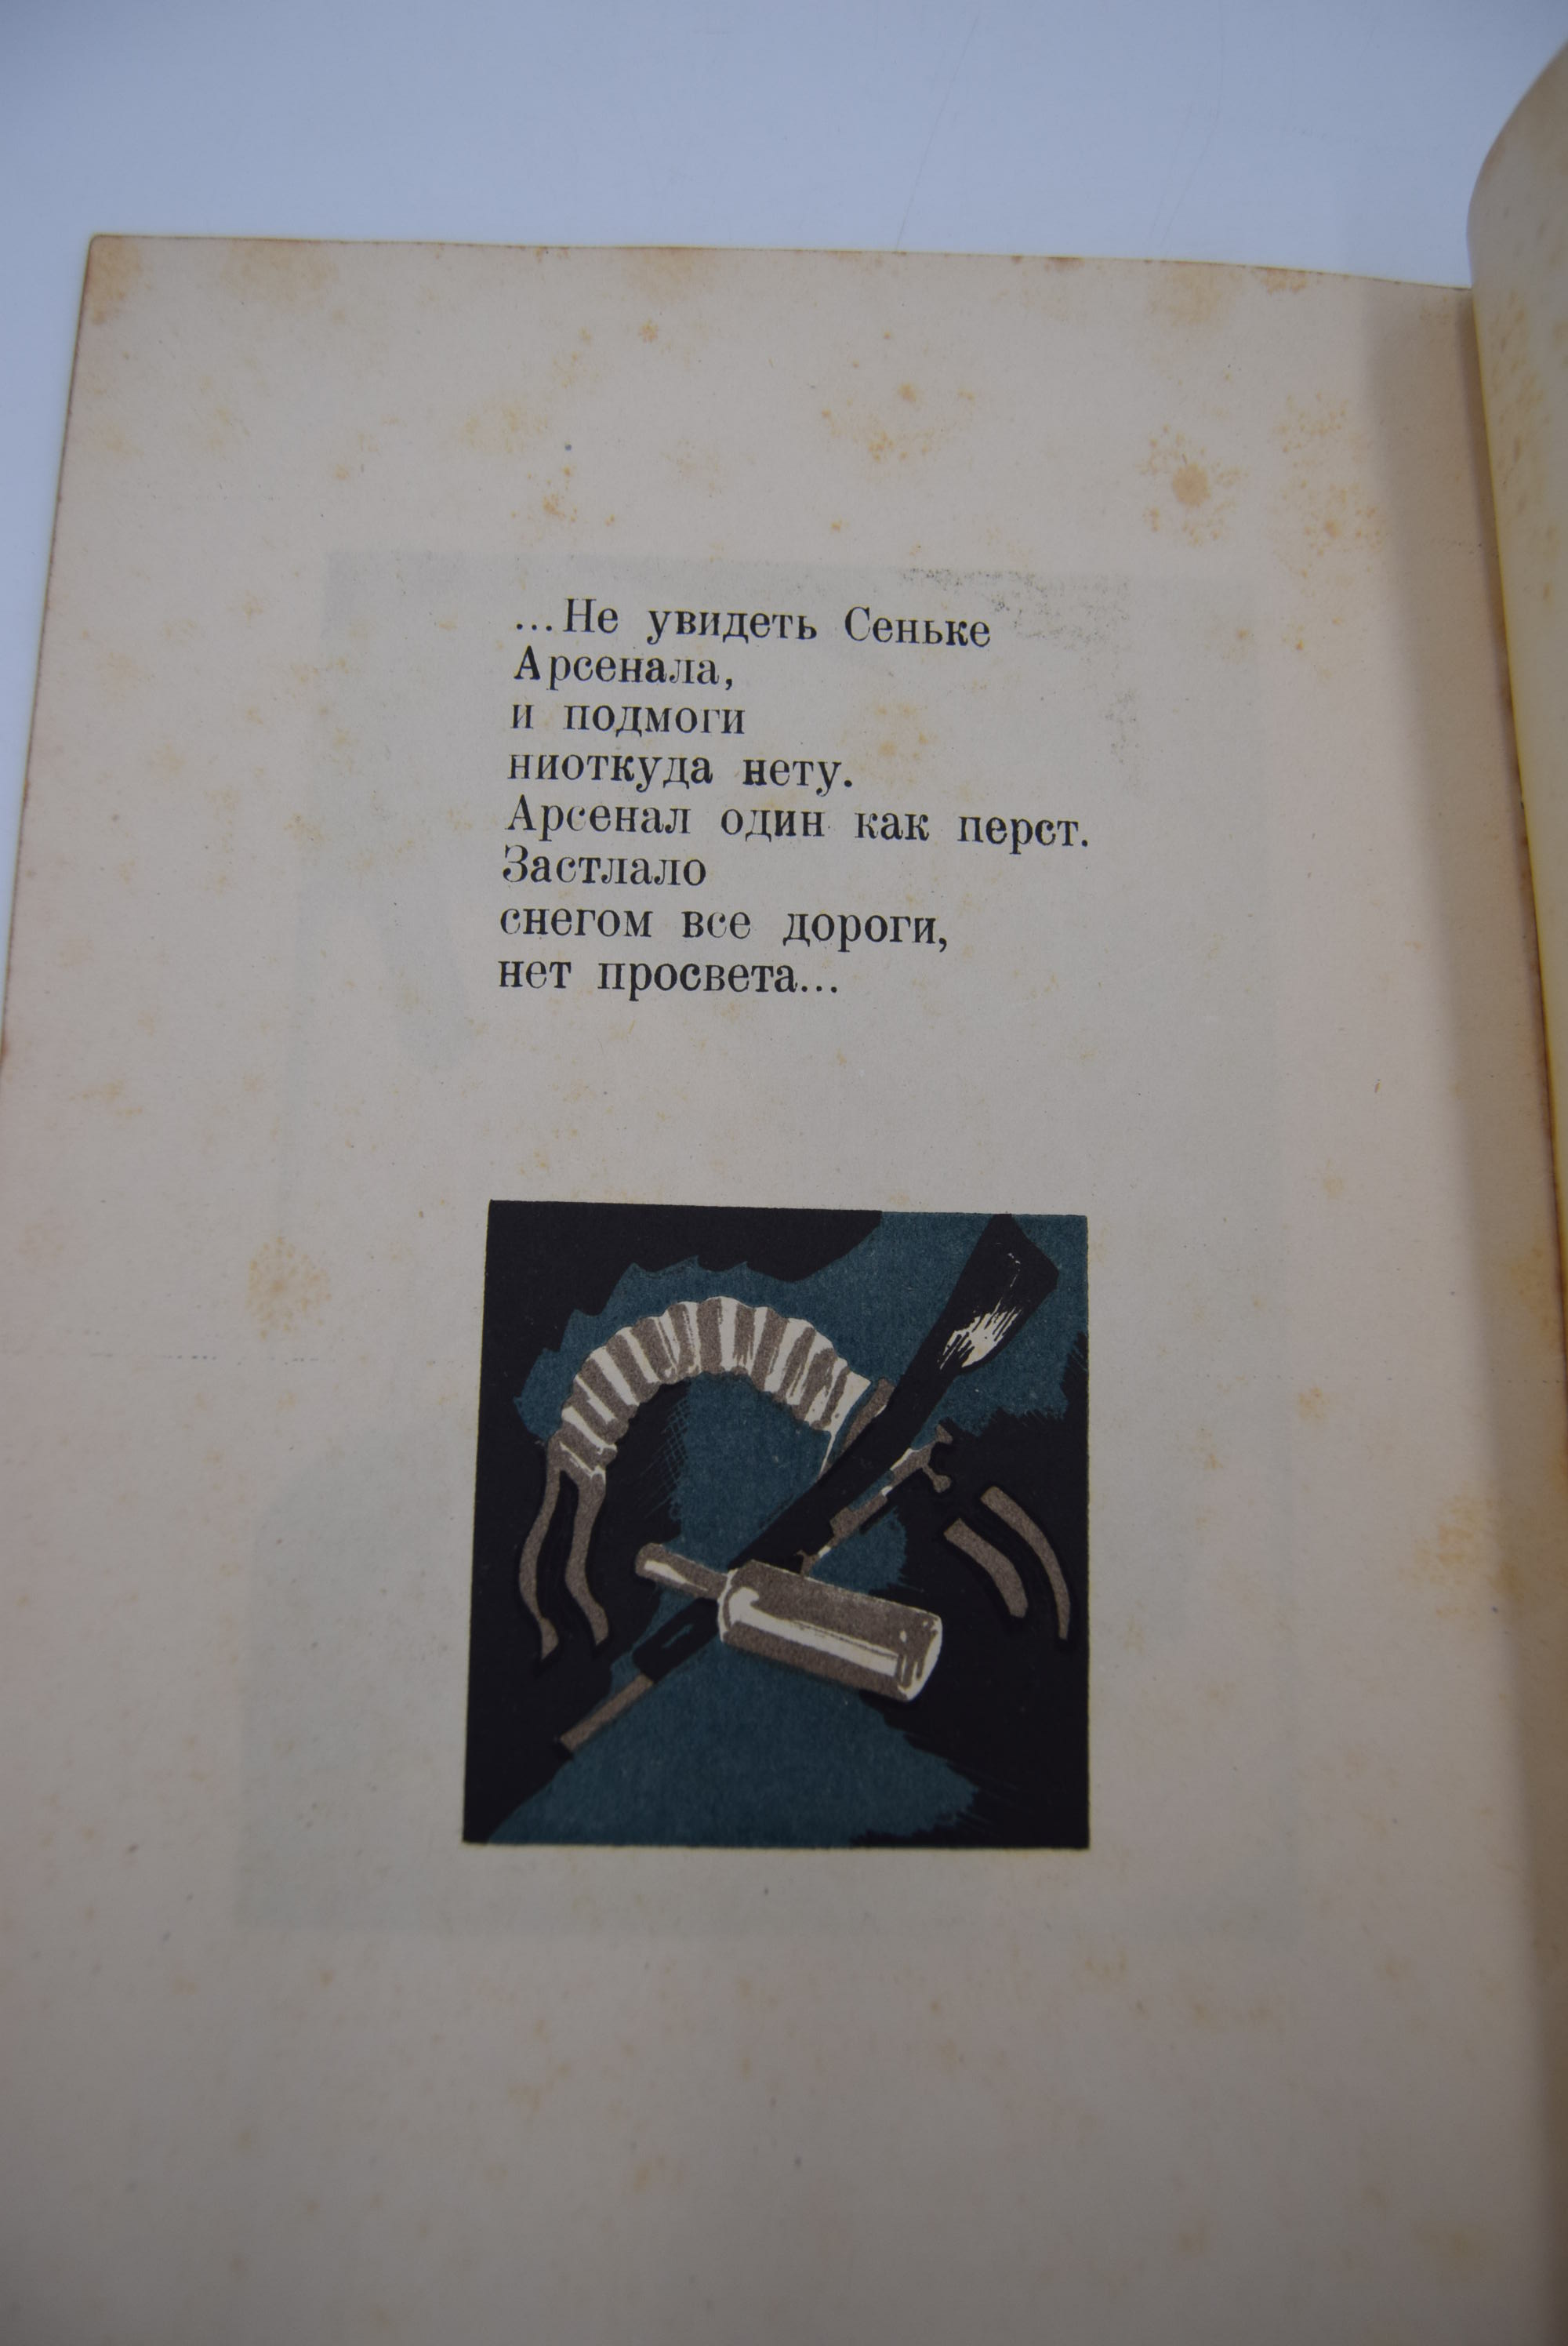 ...Не увидеть Сеньке
Арсенала,
и подмоги
ниоткуда нету.
Арсенал один как перст.
Застлало
снегом все дороги,
нет просвета...